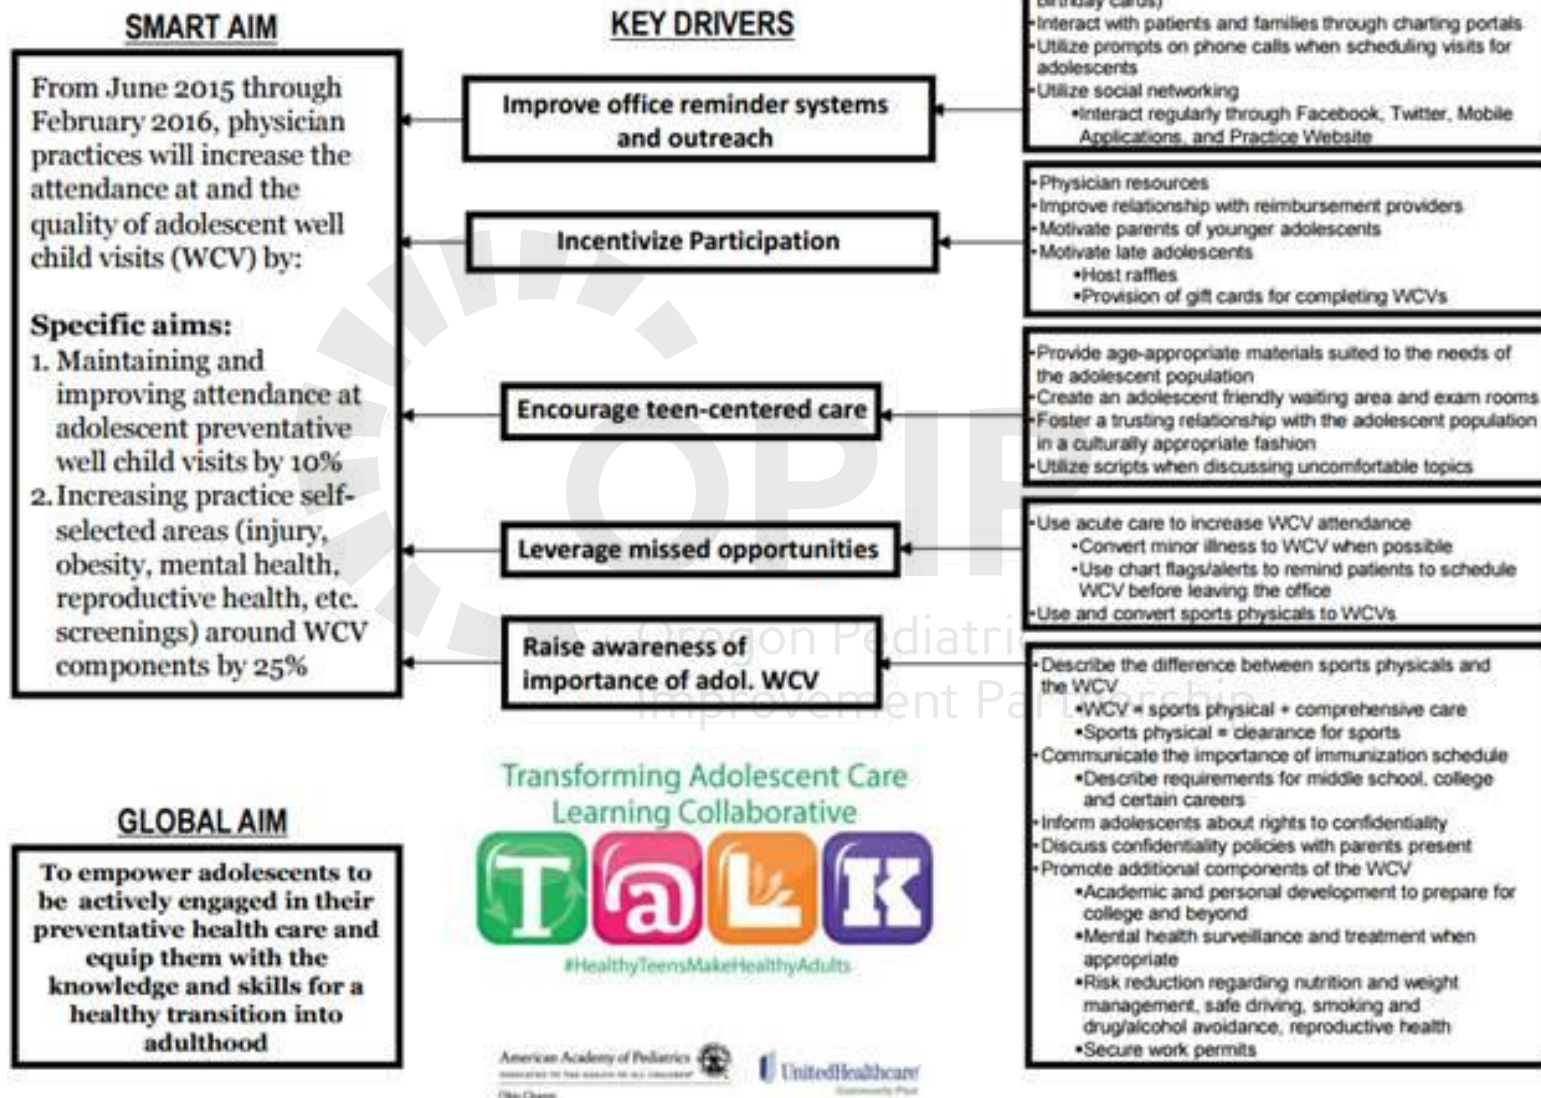 SMART AIM
From June 2015 through
February 2016, physician
practices will increase the
attendance at and the
quality of adolescent well
child visits (WCV) by:
Specific aims:
1. Maintaining and
improving attendance at
adolescent preventative
well child visits by 10%
2. Increasing practice self-
selected areas (injury,
obesity, mental health,
reproductive health, etc.
screenings) around WCV
components by 25%
GLOBAL AIM
To empower adolescents to
be actively engaged in their
preventative health care and
equip them with the
knowledge and skills for a
healthy transition into
adulthood
KEY DRIVERS
Improve office reminder systems
and outreach
Incentivize Participation
Encourage teen-centered care
Leverage missed opportunities
Raise awareness of
importance of adol. WCV
Transforming Adolescent Care
Learning Collaborative
T@LK
#HealthyTeensMakeHealthyAdults
American Academy of Pediatrics
DEDICATED TO THE HEALTH OF ALL CHILDREN
Ohio Chapter
UnitedHealthcare
Community Plan
birthday cards)
•Interact with patients and families through charting portals
•Utilize prompts on phone calls when scheduling visits for
adolescents
•Utilize social networking
•Interact regularly through Facebook, Twitter, Mobile
Applications, and Practice Website
•Physician resources
•Improve relationship with reimbursement providers
•Motivate parents of younger adolescents
•Motivate late adolescents
•Host raffles
•Provision of gift cards for completing WCVs
•Provide age-appropriate materials suited to the needs of
the adolescent population
•Create an adolescent friendly waiting area and exam rooms
•Foster a trusting relationship with the adolescent population
in a culturally appropriate fashion
•Utilize scripts when discussing uncomfortable topics
•Use acute care to increase WCV attendance
•Convert minor illness to WCV when possible
•Use chart flags/alerts to remind patients to schedule
WCV before leaving the office
•Use and convert sports physicals to WCVs
•Describe the difference between sports physicals and
the WCV
•WCV = sports physical + comprehensive care
•Sports physical = clearance for sports
•Communicate the importance of immunization schedule
•Describe requirements for middle school, college
and certain careers
•Inform adolescents about rights to confidentiality
•Discuss confidentiality policies with parents present
•Promote additional components of the WCV
•Academic and personal development to prepare for
college and beyond
•Mental health surveillance and treatment when
appropriate
•Risk reduction regarding nutrition and weight
management, safe driving, smoking and
drug/alcohol avoidance, reproductive health
•Secure work permits
OPIP
Oregon Pediatric
Improvement Partnership